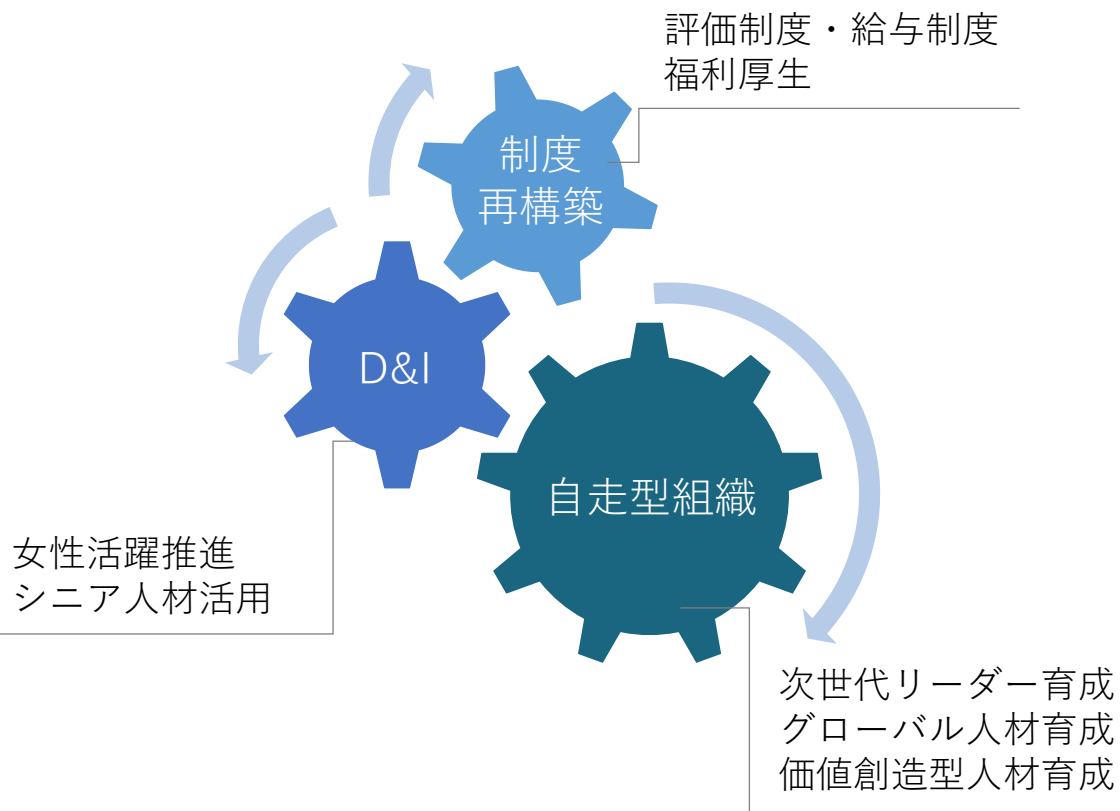 評価制度・給与制度
福利厚生
制度
再構築
D&I
自走型組織
女性活躍推進
シニア人材活用
次世代リーダー育成
グローバル人材育成
価値創造型人材育成